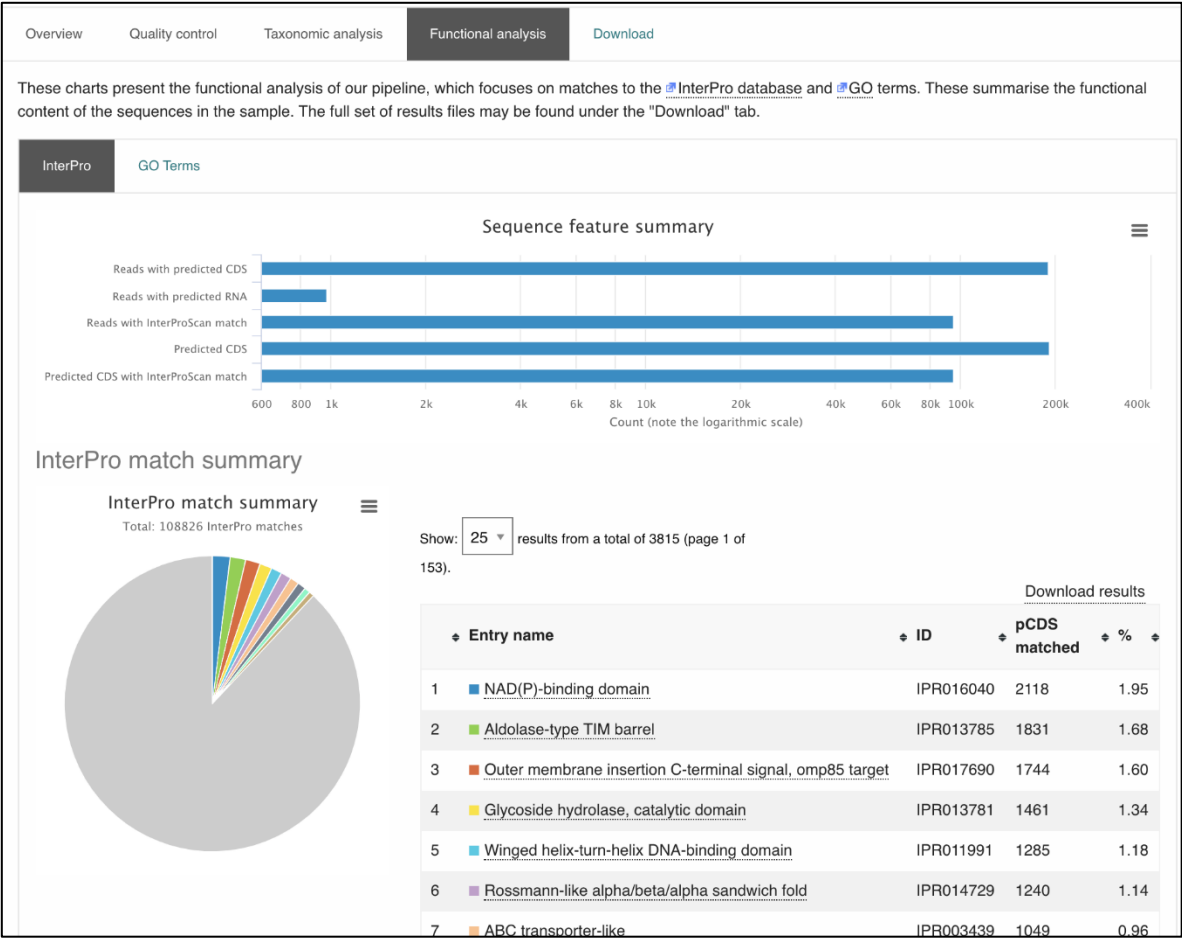 Overview Quality control Taxonomic analysis Functional analysis Download
These charts present the functional analysis of our pipeline, which focuses on matches to the InterPro database and GO terms. These summarise the functional
content of the sequences in the sample. The full set of results files may be found under the "Download" tab.
InterPro GO Terms
Sequence feature summary
Reads with predicted CDS
Reads with predicted RNA
Reads with InterProScan match
Predicted CDS
Predicted CDS with InterProScan match
600 800 1k 2k 4k 6k 8k 10k 20k 40k 60k 80k 100k 200k 400k
Count (note the logarithmic scale)
InterPro match summary
InterPro match summary
Total: 108826 InterPro matches
Show: 25 results from a total of 3815 (page 1 of
153).
Download results
Entry name ID pCDS matched %
1 NAD(P)-binding domain IPR016040 2118 1.95
2 Aldolase-type TIM barrel IPR013785 1831 1.68
3 Outer membrane insertion C-terminal signal, omp85 target IPR017690 1744 1.60
4 Glycoside hydrolase, catalytic domain IPR013781 1461 1.34
5 Winged helix-turn-helix DNA-binding domain IPR011991 1285 1.18
6 Rossmann-like alpha/beta/alpha sandwich fold IPR014729 1240 1.14
7 ABC transporter-like IPR003439 1049 0.96